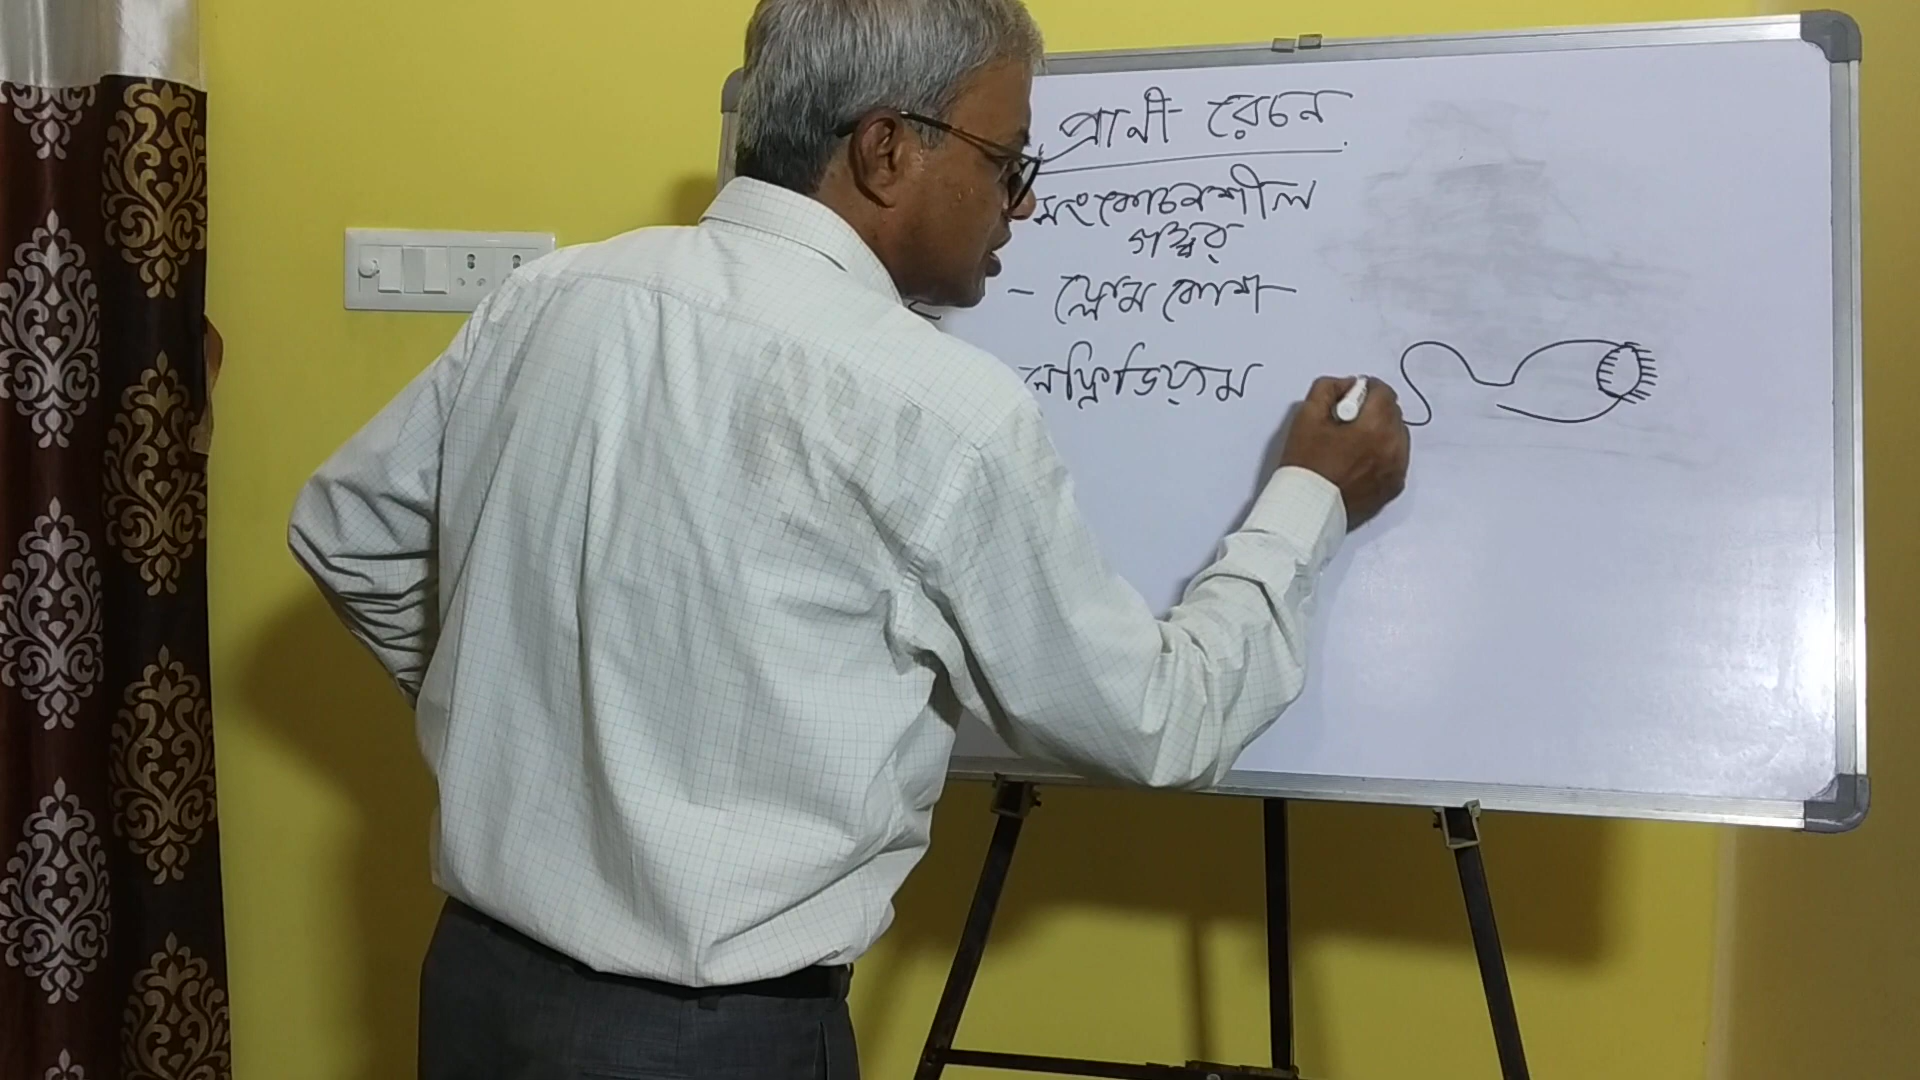 প্রানী রেচন
সংকোচনশীল
গহ্বর
- ফ্লেম কোশ
নেফ্রিডিয়াম